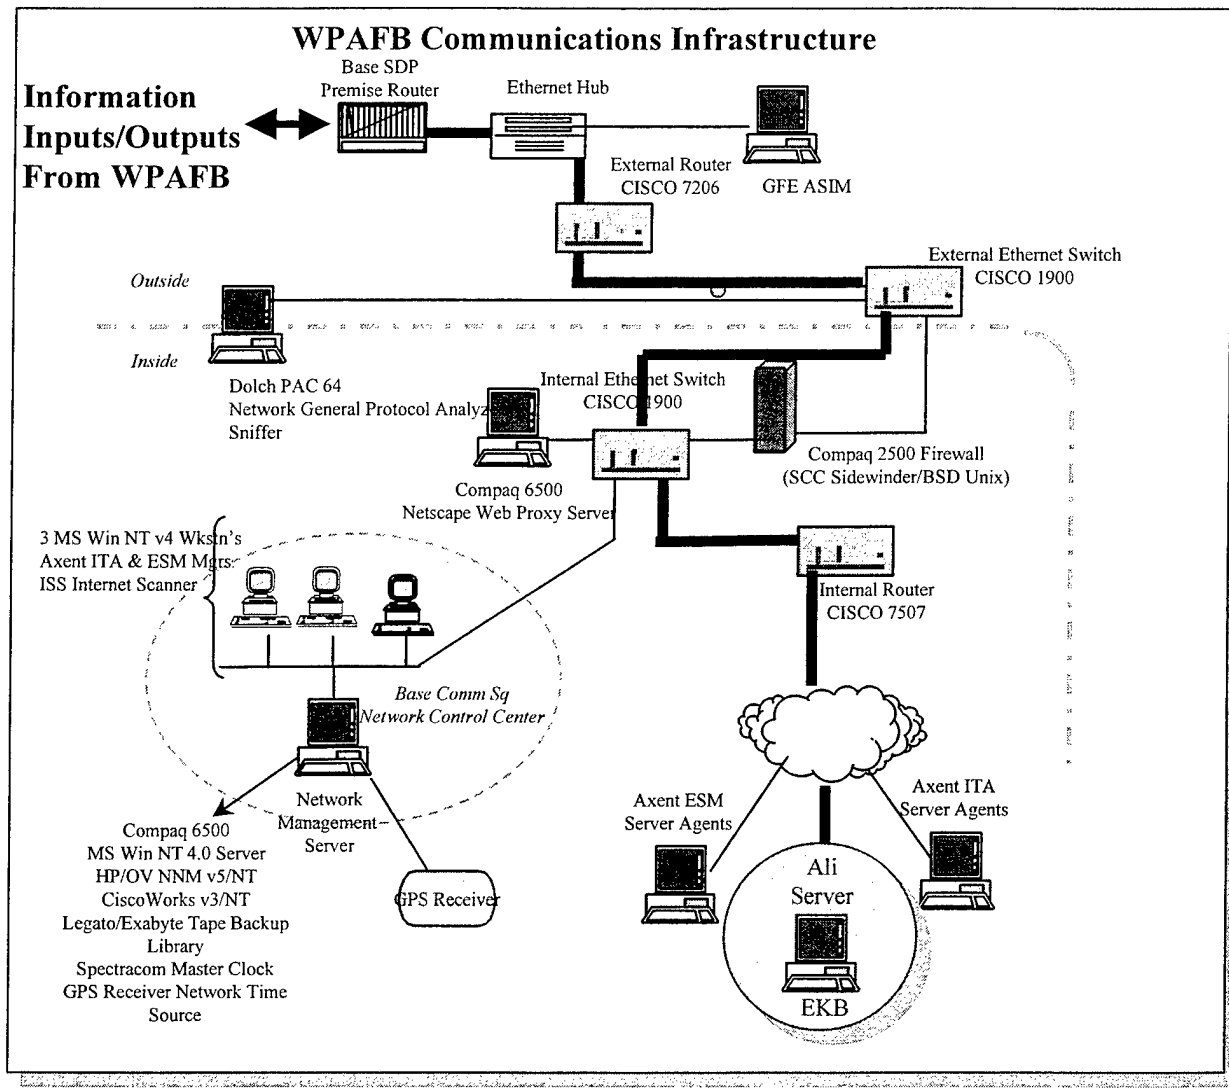 WPAFB Communications Infrastructure
Information
Inputs/Outputs
From WPAFB
Base SDP
Premise Router
Ethernet Hub
External Router
CISCO 7206
GFE ASIM
External Ethernet Switch
CISCO 1900
Outside
Inside
Dolch PAC 64
Network General Protocol Analyz
Sniffer
Internal Ethernet Switch
CISCO 1900
Compaq 2500 Firewall
(SCC Sidewinder/BSD Unix)
Compaq 6500
Netscape Web Proxy Server
3 MS Win NT v4 Wkstn's
Axent ITA & ESM Mgrs
ISS Internet Scanner
Internal Router
CISCO 7507
Base Comm Sq
Network Control Center
Network
Management
Server
Compaq 6500
MS Win NT 4.0 Server
HP/OV NNM v5/NT
CiscoWorks v3/NT
Legato/Exabyte Tape Backup
Library
Spectracom Master Clock
GPS Receiver Network Time
Source
GPS Receiver
Axent ESM
Server Agents
Axent ITA
Server Agents
Ali
Server
EKB